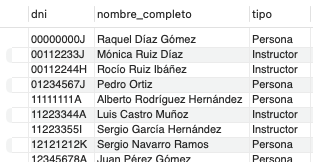 dni nombre_completo tipo
00000000J Raquel Díaz Gómez Persona
00112233J Mónica Ruiz Díaz Instructor
00112244H Rocío Ruiz Ibáñez Instructor
01234567J Pedro Ortiz Persona
11111111A Alberto Rodríguez Hernández Persona
11223344A Luis Castro Muñoz Instructor
11223355I Sergio García Hernández Instructor
12121212K Sergio Navarro Ramos Persona
12345678A Juan Pérez Gómez Persona